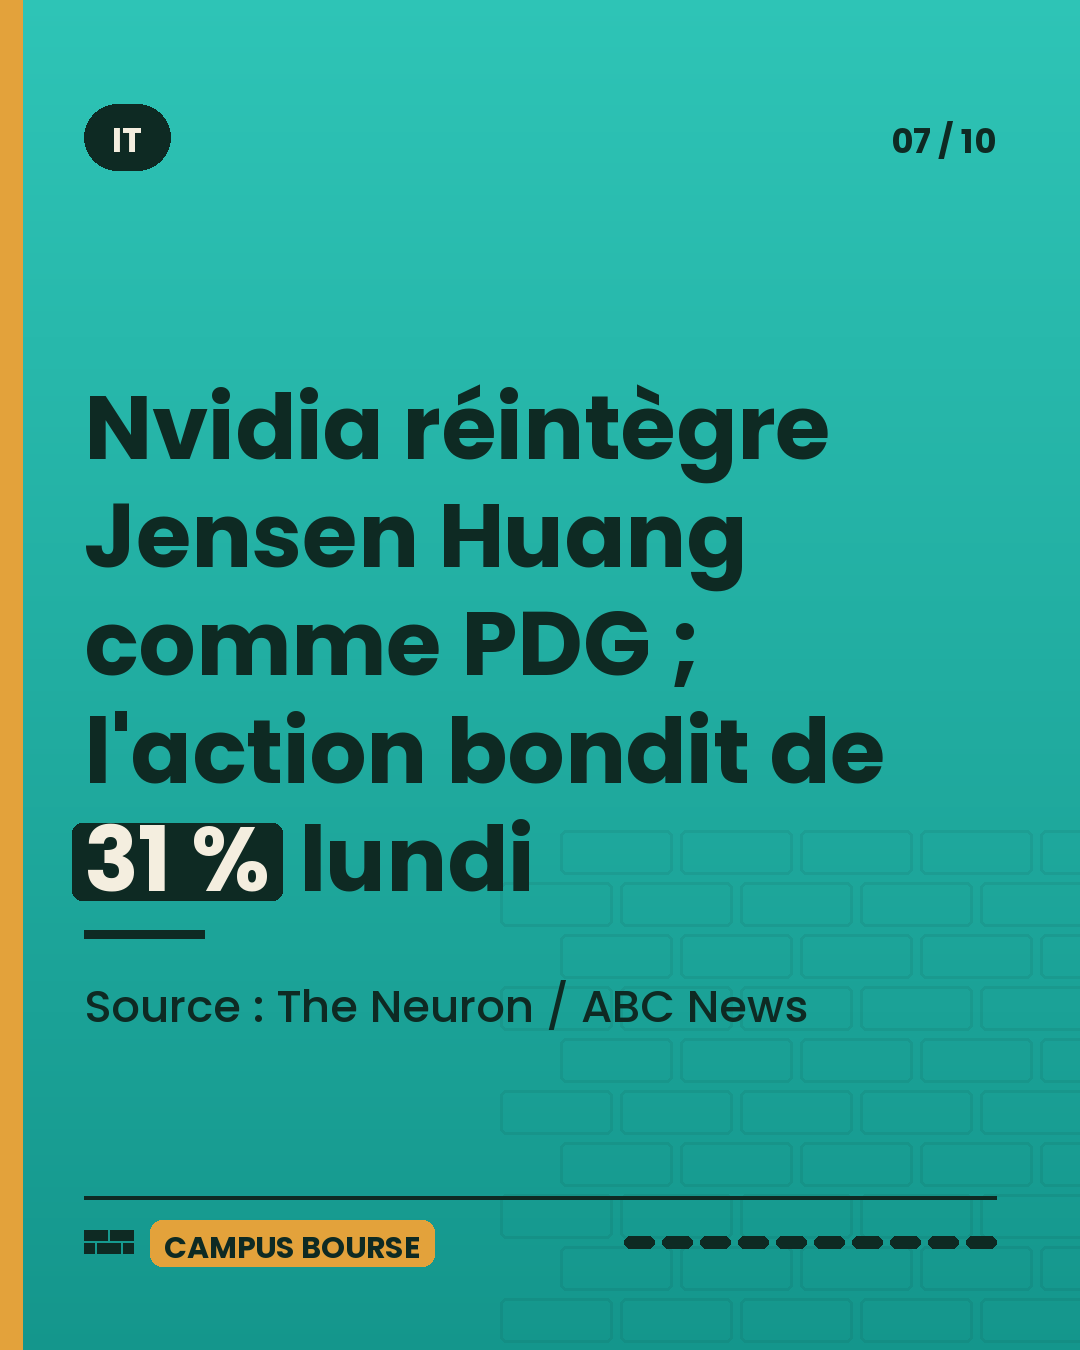 IT
07 / 10
Nvidia réintègre
Jensen Huang
comme PDG ;
l'action bondit de
31 % lundi
Source : The Neuron / ABC News
CAMPUS BOURSE